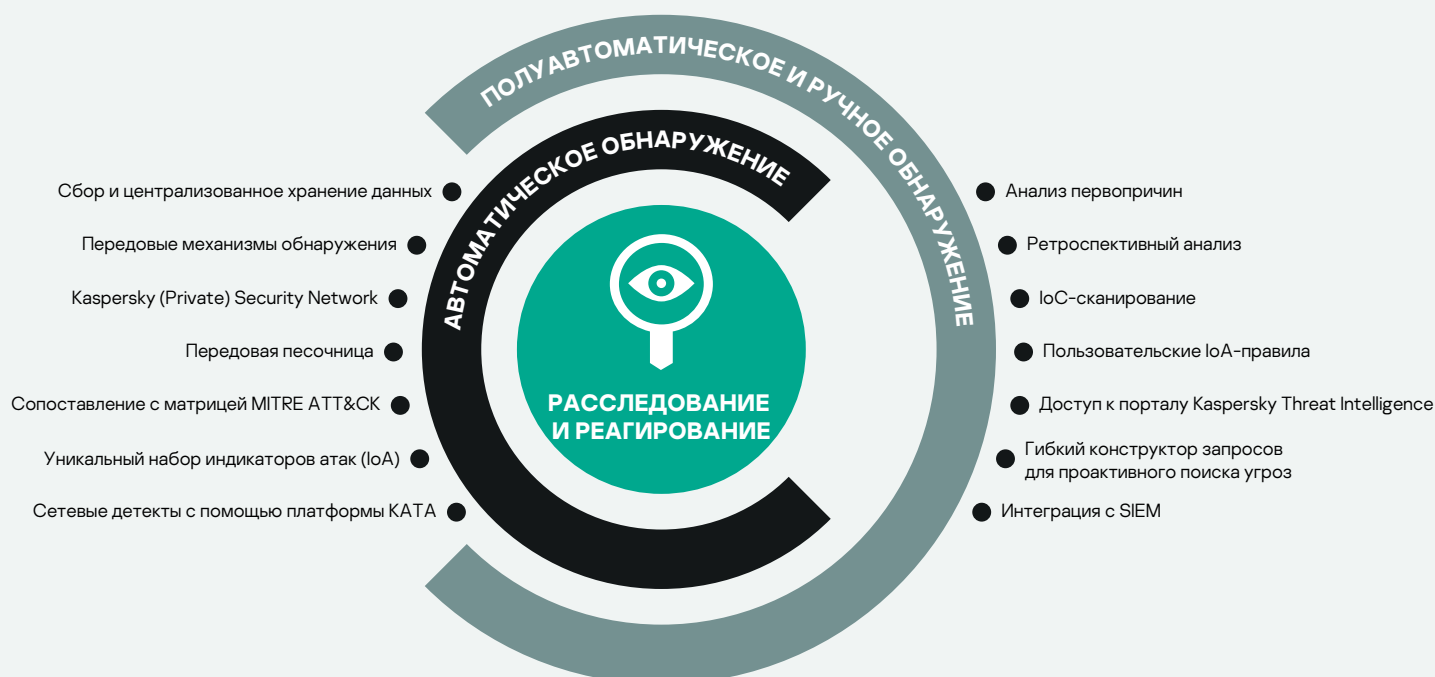 ПОЛУАВТОМАТИЧЕСКОЕ И РУЧНОЕ ОБНАРУЖЕНИЕ
АВТОМАТИЧЕСКОЕ ОБНАРУЖЕНИЕ
Сбор и централизованное хранение данных
Передовые механизмы обнаружения
Kaspersky (Private) Security Network
Передовая песочница
Сопоставление с матрицей MITRE ATT&CK
Уникальный набор индикаторов атак (IoA)
Сетевые детекты с помощью платформы КАТА
РАССЛЕДОВАНИЕ
И РЕАГИРОВАНИЕ
Анализ первопричин
Ретроспективный анализ
IoC-сканирование
Пользовательские IoA-правила
Доступ к порталу Kaspersky Threat Intelligence
Гибкий конструктор запросов
для проактивного поиска угроз
Интеграция с SIEM